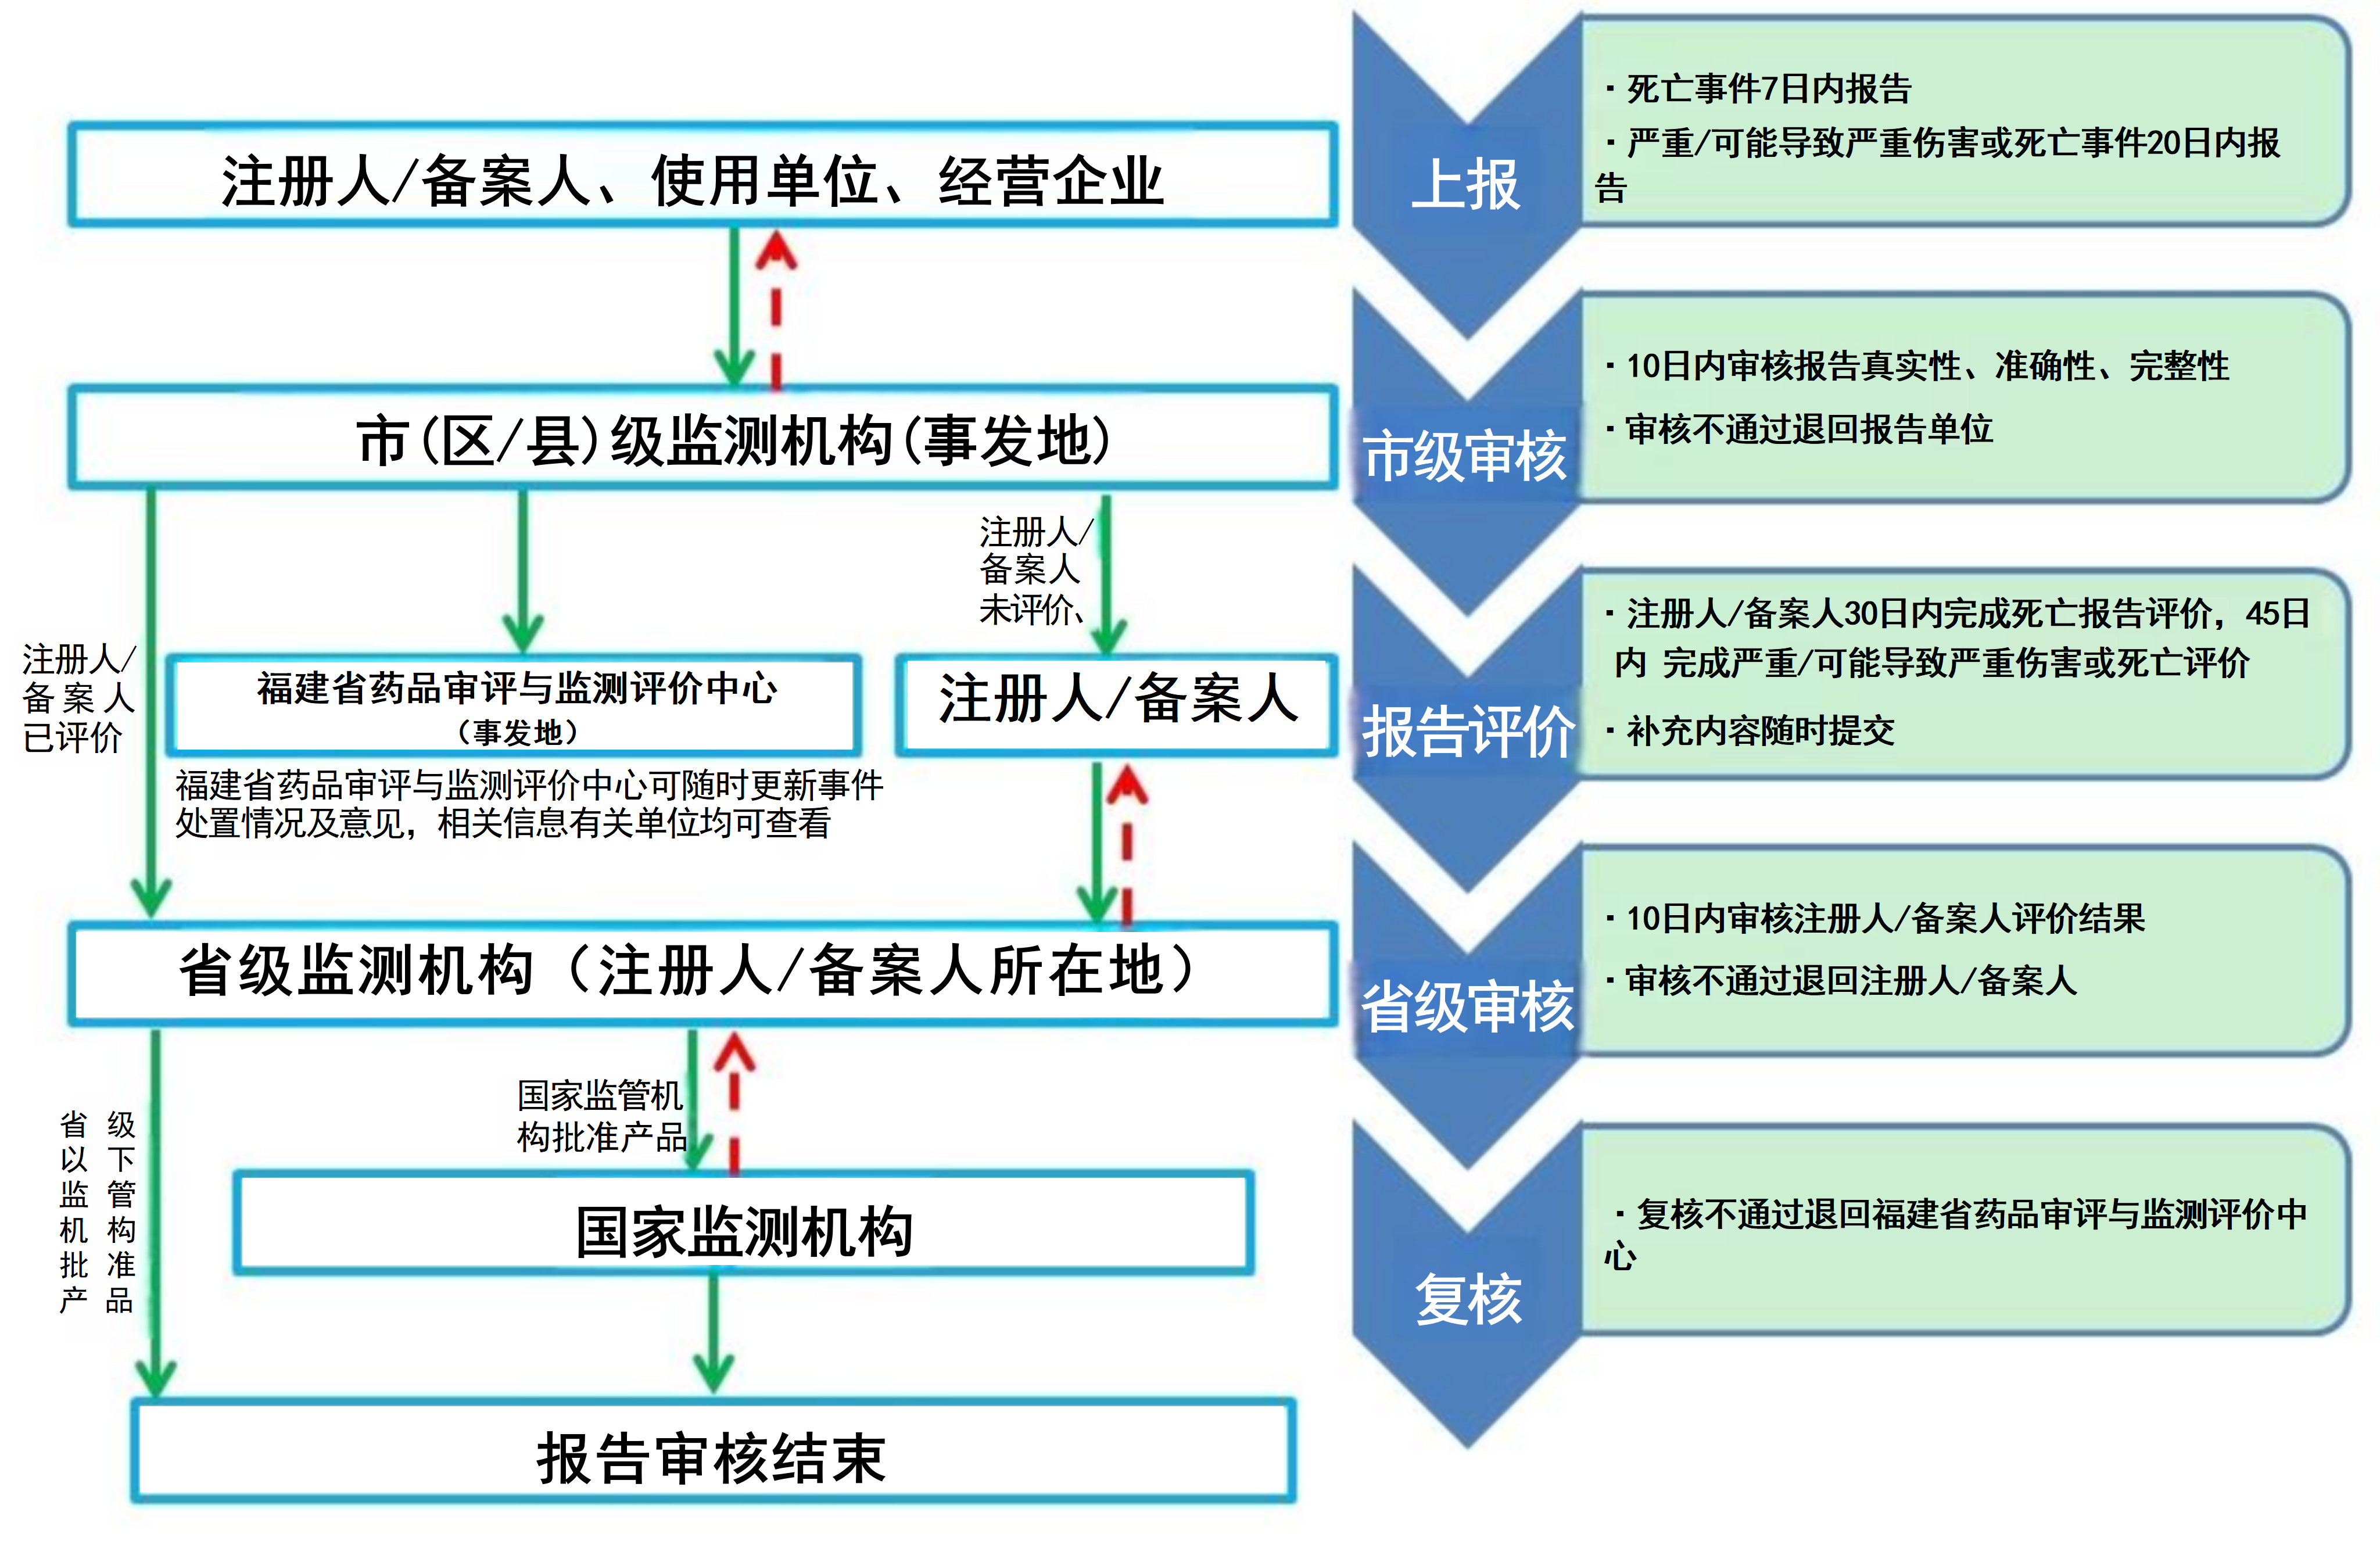 注册人/备案人、使用单位、经营企业
上报
·死亡事件7日内报告
·严重/可能导致严重伤害或死亡事件20日内报
告
市(区/县)级监测机构(事发地)
市级审核
·10日内审核报告真实性、准确性、完整性
·审核不通过退回报告单位
注册人/
备案人
已评价
注册人/
备案人
未评价、
福建省药品审评与监测评价中心
（事发地）
福建省药品审评与监测评价中心可随时更新事件
处置情况及意见，相关信息有关单位均可查看
注册人/备案人
报告评价
·注册人/备案人30日内完成死亡报告评价，45日
内 完成严重/可能导致严重伤害或死亡评价
·补充内容随时提交
省级监测机构（注册人/备案人所在地）
省级审核
·10日内审核注册人/备案人评价结果
·审核不通过退回注册人/备案人
省 级
以 下
监 管
机 构
批 准
产 品
国家监管机
构批准产品
国家监测机构
复核
·复核不通过退回福建省药品审评与监测评价中
心
报告审核结束